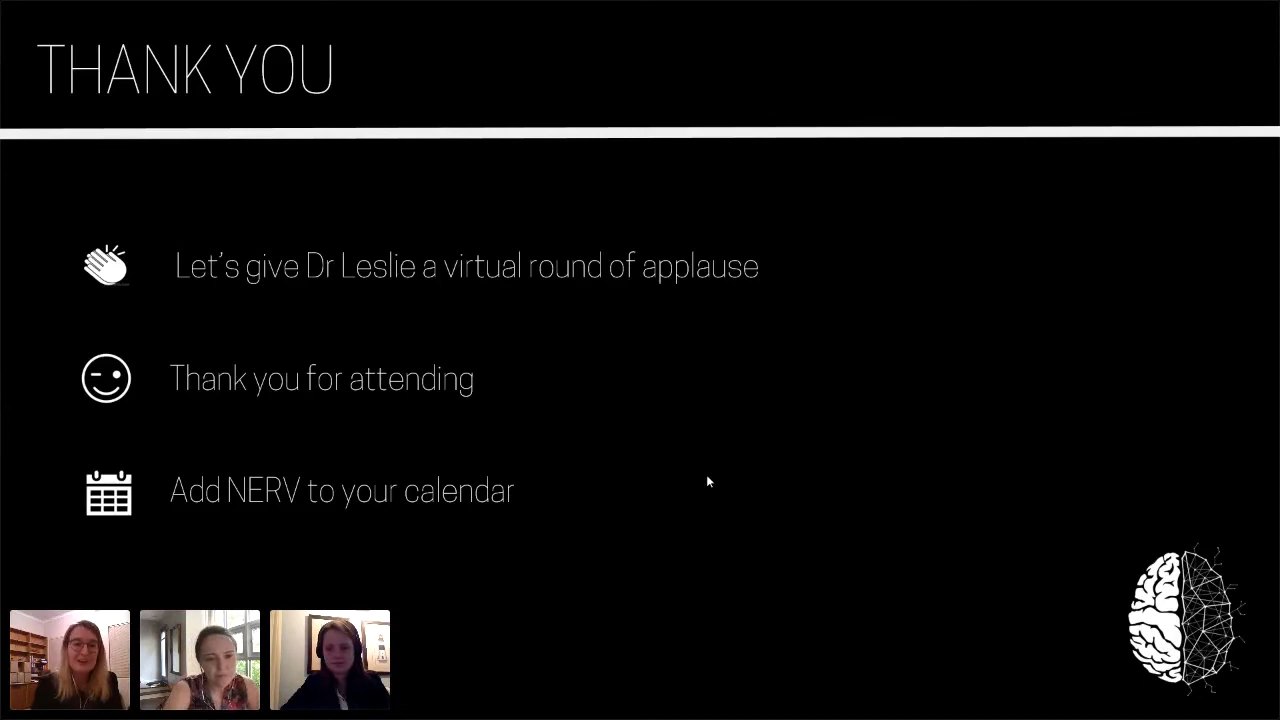 THANK YOU
Let's give Dr Leslie a virtual round of applause
Thank you for attending
Add NERV to your calendar